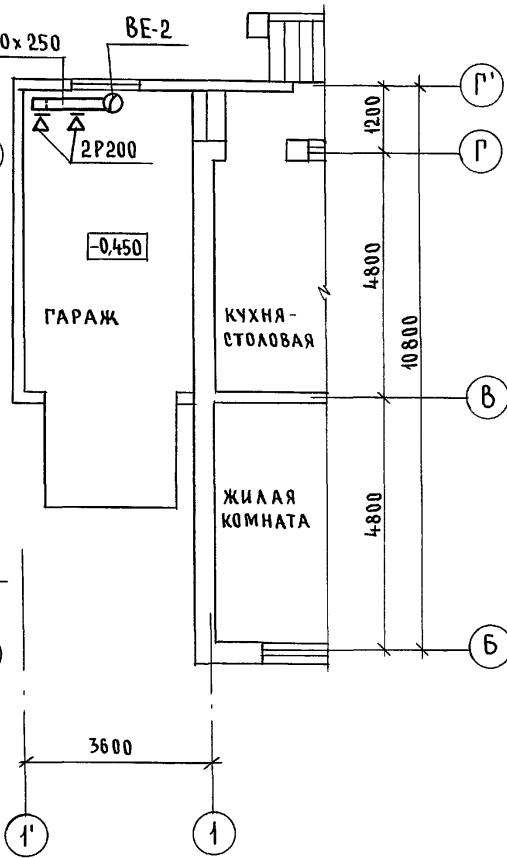 ВЕ-2
0х250
2Р200
-0,450
ГАРАЖ
КУХНЯ-
СТОЛОВАЯ
ЖИЛАЯ
КОМНАТА
1200
4800
10800
4800
3600
Г'
Г
В
Б
1'
1